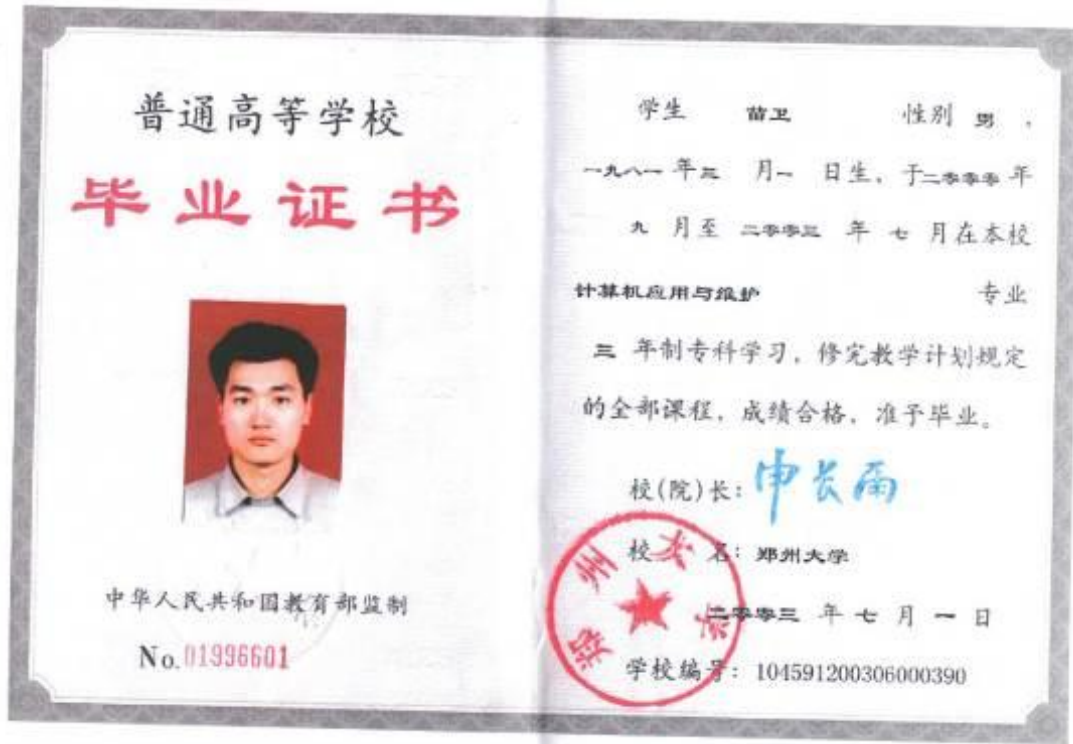 普通高等学校
毕业证书
中华人民共和国教育部监制
No.01996601
学生 苗卫 性别 男,
一九八一年三月一日生,于二零零零年
九月至二零零三年七月在本校
计算机应用与维护 专业
三年制专科学习,修完教学计划规定
的全部课程,成绩合格,准予毕业。
校(院)长:申长雨
校名:郑州大学
二零零三年七月一日
学校编号:104591200306000390
郑州大学